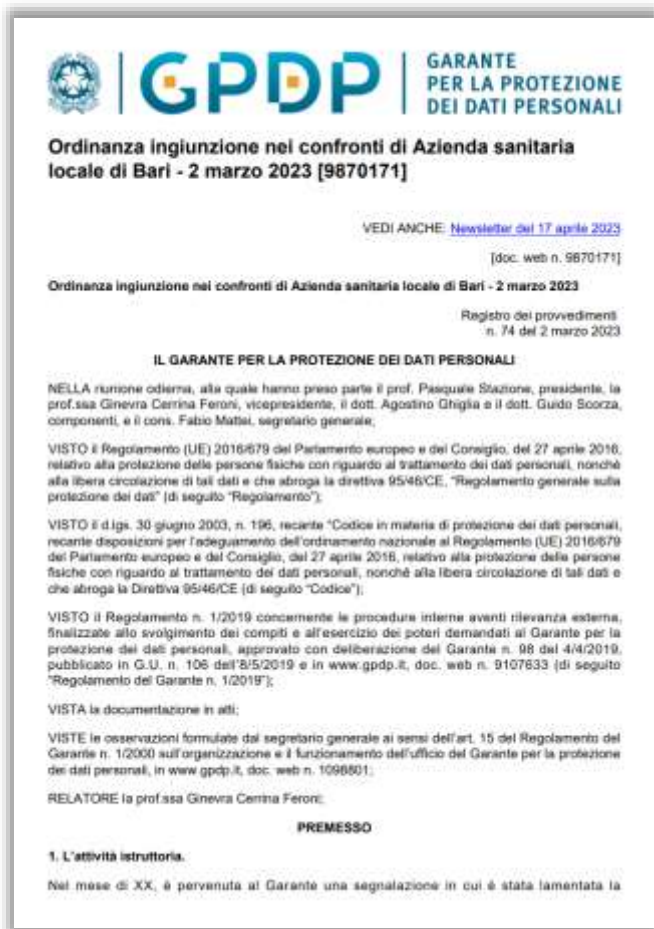 GPDP
GARANTE
PER LA PROTEZIONE
DEI DATI PERSONALI
Ordinanza ingiunzione nei confronti di Azienda sanitaria
locale di Bari - 2 marzo 2023 [9870171]
VEDI ANCHE: Newsletter del 17 aprile 2023
[doc. web n. 9870171]
Ordinanza ingiunzione nei confronti di Azienda sanitaria locale di Bari - 2 marzo 2023
Registro dei provvedimenti
n. 74 del 2 marzo 2023
IL GARANTE PER LA PROTEZIONE DEI DATI PERSONALI
NELLA riunione odierna, alla quale hanno preso parte il prof. Pasquale Stazione, presidente, la
prof.ssa Ginevra Cerrina Feroni, vicepresidente, il dott. Agostino Ghiglia e il dott. Guido Scorza,
componenti, e il cons. Fabio Mattei, segretario generale;
VISTO il Regolamento (UE) 2016/679 del Parlamento europeo e del Consiglio, del 27 aprile 2016,
relativo alla protezione delle persone fisiche con riguardo al trattamento dei dati personali, nonché
alla libera circolazione di tali dati e che abroga la direttiva 95/46/CE, "Regolamento generale sulla
protezione dei dati" (di seguito "Regolamento");
VISTO il d.lgs. 30 giugno 2003, n. 196, recante "Codice in materia di protezione dei dati personali,
recante disposizioni per l'adeguamento dell'ordinamento nazionale al Regolamento (UE) 2016/679
del Parlamento europeo e del Consiglio, del 27 aprile 2016, relativo alla protezione delle persone
fisiche con riguardo al trattamento dei dati personali, nonché alla libera circolazione di tali dati e
che abroga la Direttiva 95/46/CE (di seguito "Codice");
VISTO il Regolamento n. 1/2019 concernente le procedure interne aventi rilevanza esterna,
finalizzate allo svolgimento dei compiti e all'esercizio dei poteri demandati al Garante per la
protezione dei dati personali, approvato con deliberazione del Garante n. 98 del 4/4/2019,
pubblicato in G.U. n. 106 dell'8/5/2019 e in www.gpdp.it, doc. web n. 9107633 (di seguito
"Regolamento del Garante n. 1/2019");
VISTA la documentazione in atti;
VISTE le osservazioni formulate dal segretario generale ai sensi dell'art. 15 del Regolamento del
Garante n. 1/2000 sull'organizzazione e il funzionamento dell'ufficio del Garante per la protezione
dei dati personali, in www.gpdp.it, doc. web n. 1098801;
RELATORE la prof.ssa Ginevra Cerrina Feroni;
PREMESSO
1. L'attività istruttoria.
Nel mese di XX, è pervenuta al Garante una segnalazione in cui è stata lamentata la